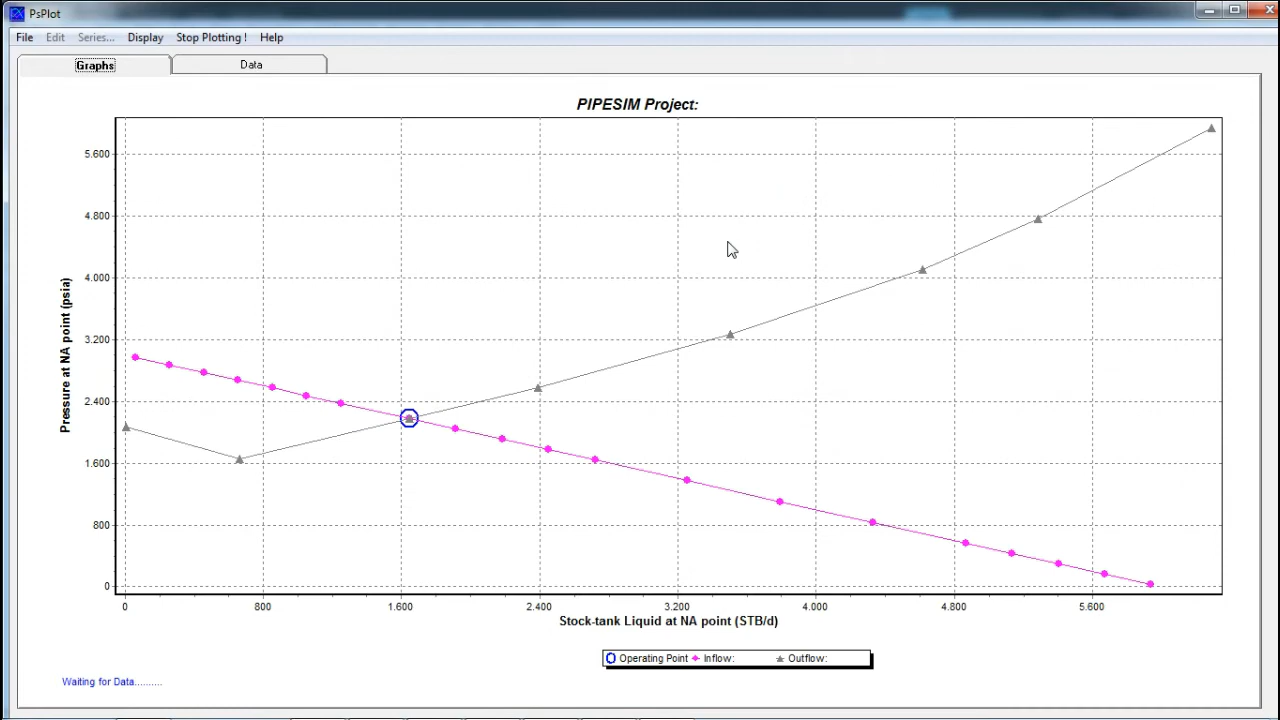 PsPlot
File Edit Series... Display Stop Plotting ! Help
Graphs Data
PIPESIM Project:
5.600
4.800
4.000
3.200
2.400
1.600
800
0
Pressure at NA point (psia)
0 800 1.600 2.400 3.200 4.000 4.800 5.600
Stock-tank Liquid at NA point (STB/d)
Operating Point Inflow: Outflow:
Waiting for Data..........